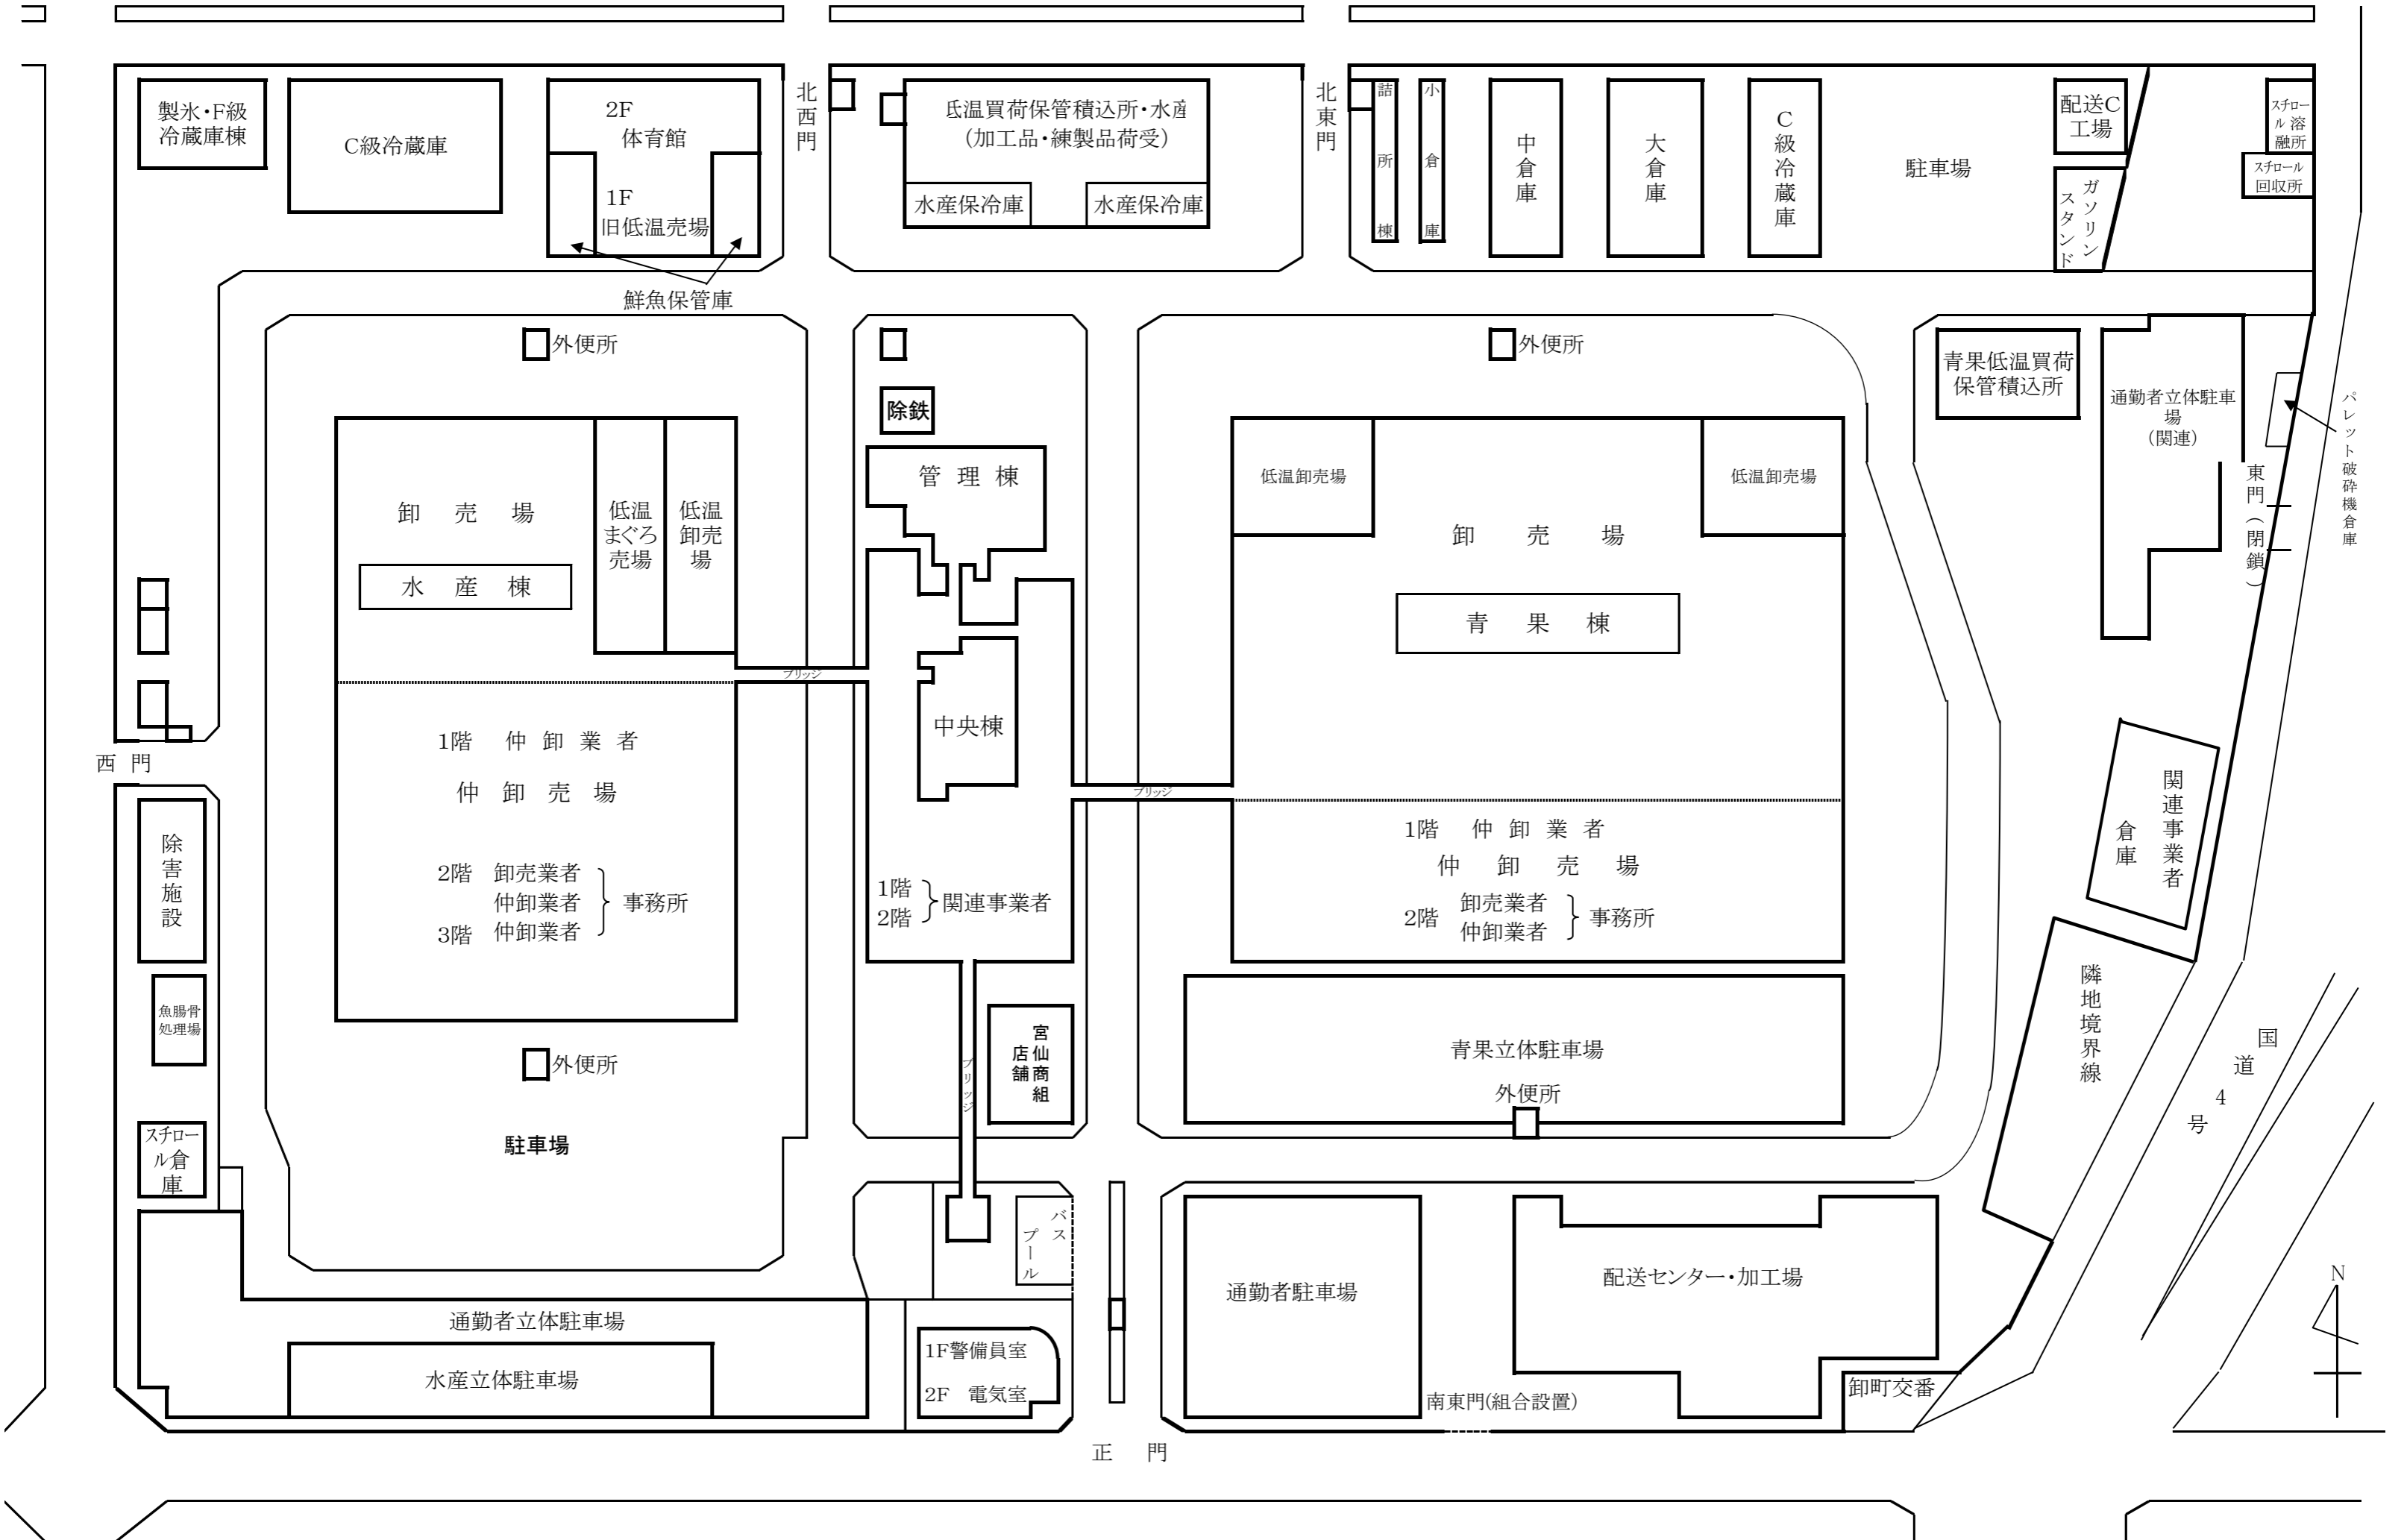 製氷・F級
冷蔵庫棟
C級冷蔵庫
2F
体育館
1F
旧低温売場
鮮魚保管庫
北西門
低温買荷保管積込所・水産
(加工品・練製品荷受)
水産保冷庫
水産保冷庫
北東門
詰所棟
小倉庫
中倉庫
大倉庫
C級冷蔵庫
駐車場
配送C
工場
ガソリン
スタンド
スチロー
ル 溶
融所
スチロール
回収所
外便所
外便所
青果低温買荷
保管積込所
通勤者立体駐車
場
(関連)
パレット破砕機倉庫
東門(閉鎖)
除鉄
管理棟
卸売場
低温
まぐろ
売場
低温
卸売
場
水産棟
低温卸売場
低温卸売場
卸売場
青果棟
ブリッジ
中央棟
ブリッジ
西門
1階 仲卸業者
仲卸売場
2階 卸売業者
仲卸業者
3階 仲卸業者
事務所
1階
2階
関連事業者
1階 仲卸業者
仲卸売場
2階 卸売業者
仲卸業者
事務所
関連事業者
倉庫
除害施設
魚腸骨
処理場
スチロー
ル倉
庫
外便所
駐車場
ブリッジ
宮仙商組
店舗
青果立体駐車場
外便所
隣地境界線
国道4号
バス
プール
通勤者立体駐車場
水産立体駐車場
1F警備員室
2F 電気室
通勤者駐車場
配送センター・加工場
南東門(組合設置)
卸町交番
正門
N